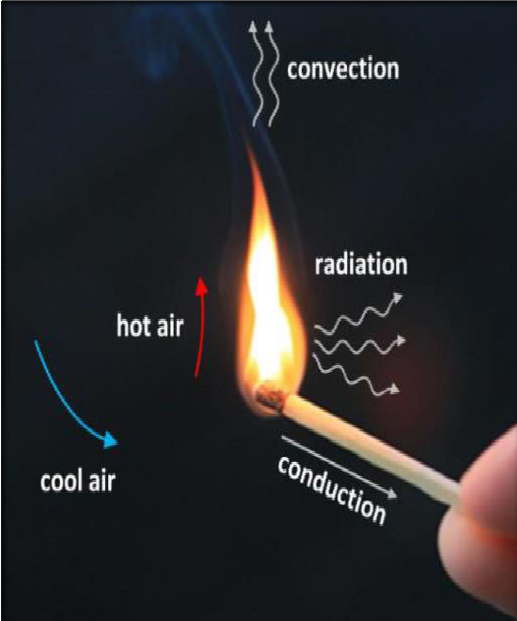 convection
radiation
hot air
cool air
conduction